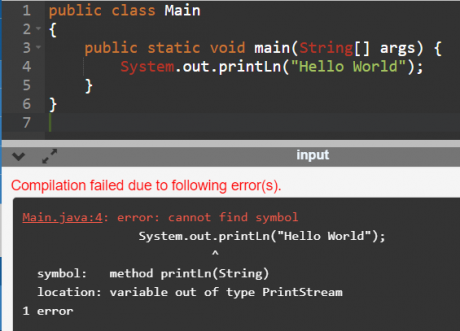 1 public class Main
2 {
3 public static void main(String[] args) {
4 System.out.printLn("Hello World");
5 }
6 }
7
input
Compilation failed due to following error(s).
Main.java:4: error: cannot find symbol
System.out.printLn("Hello World");
^
symbol: method printLn(String)
location: variable out of type PrintStream
1 error